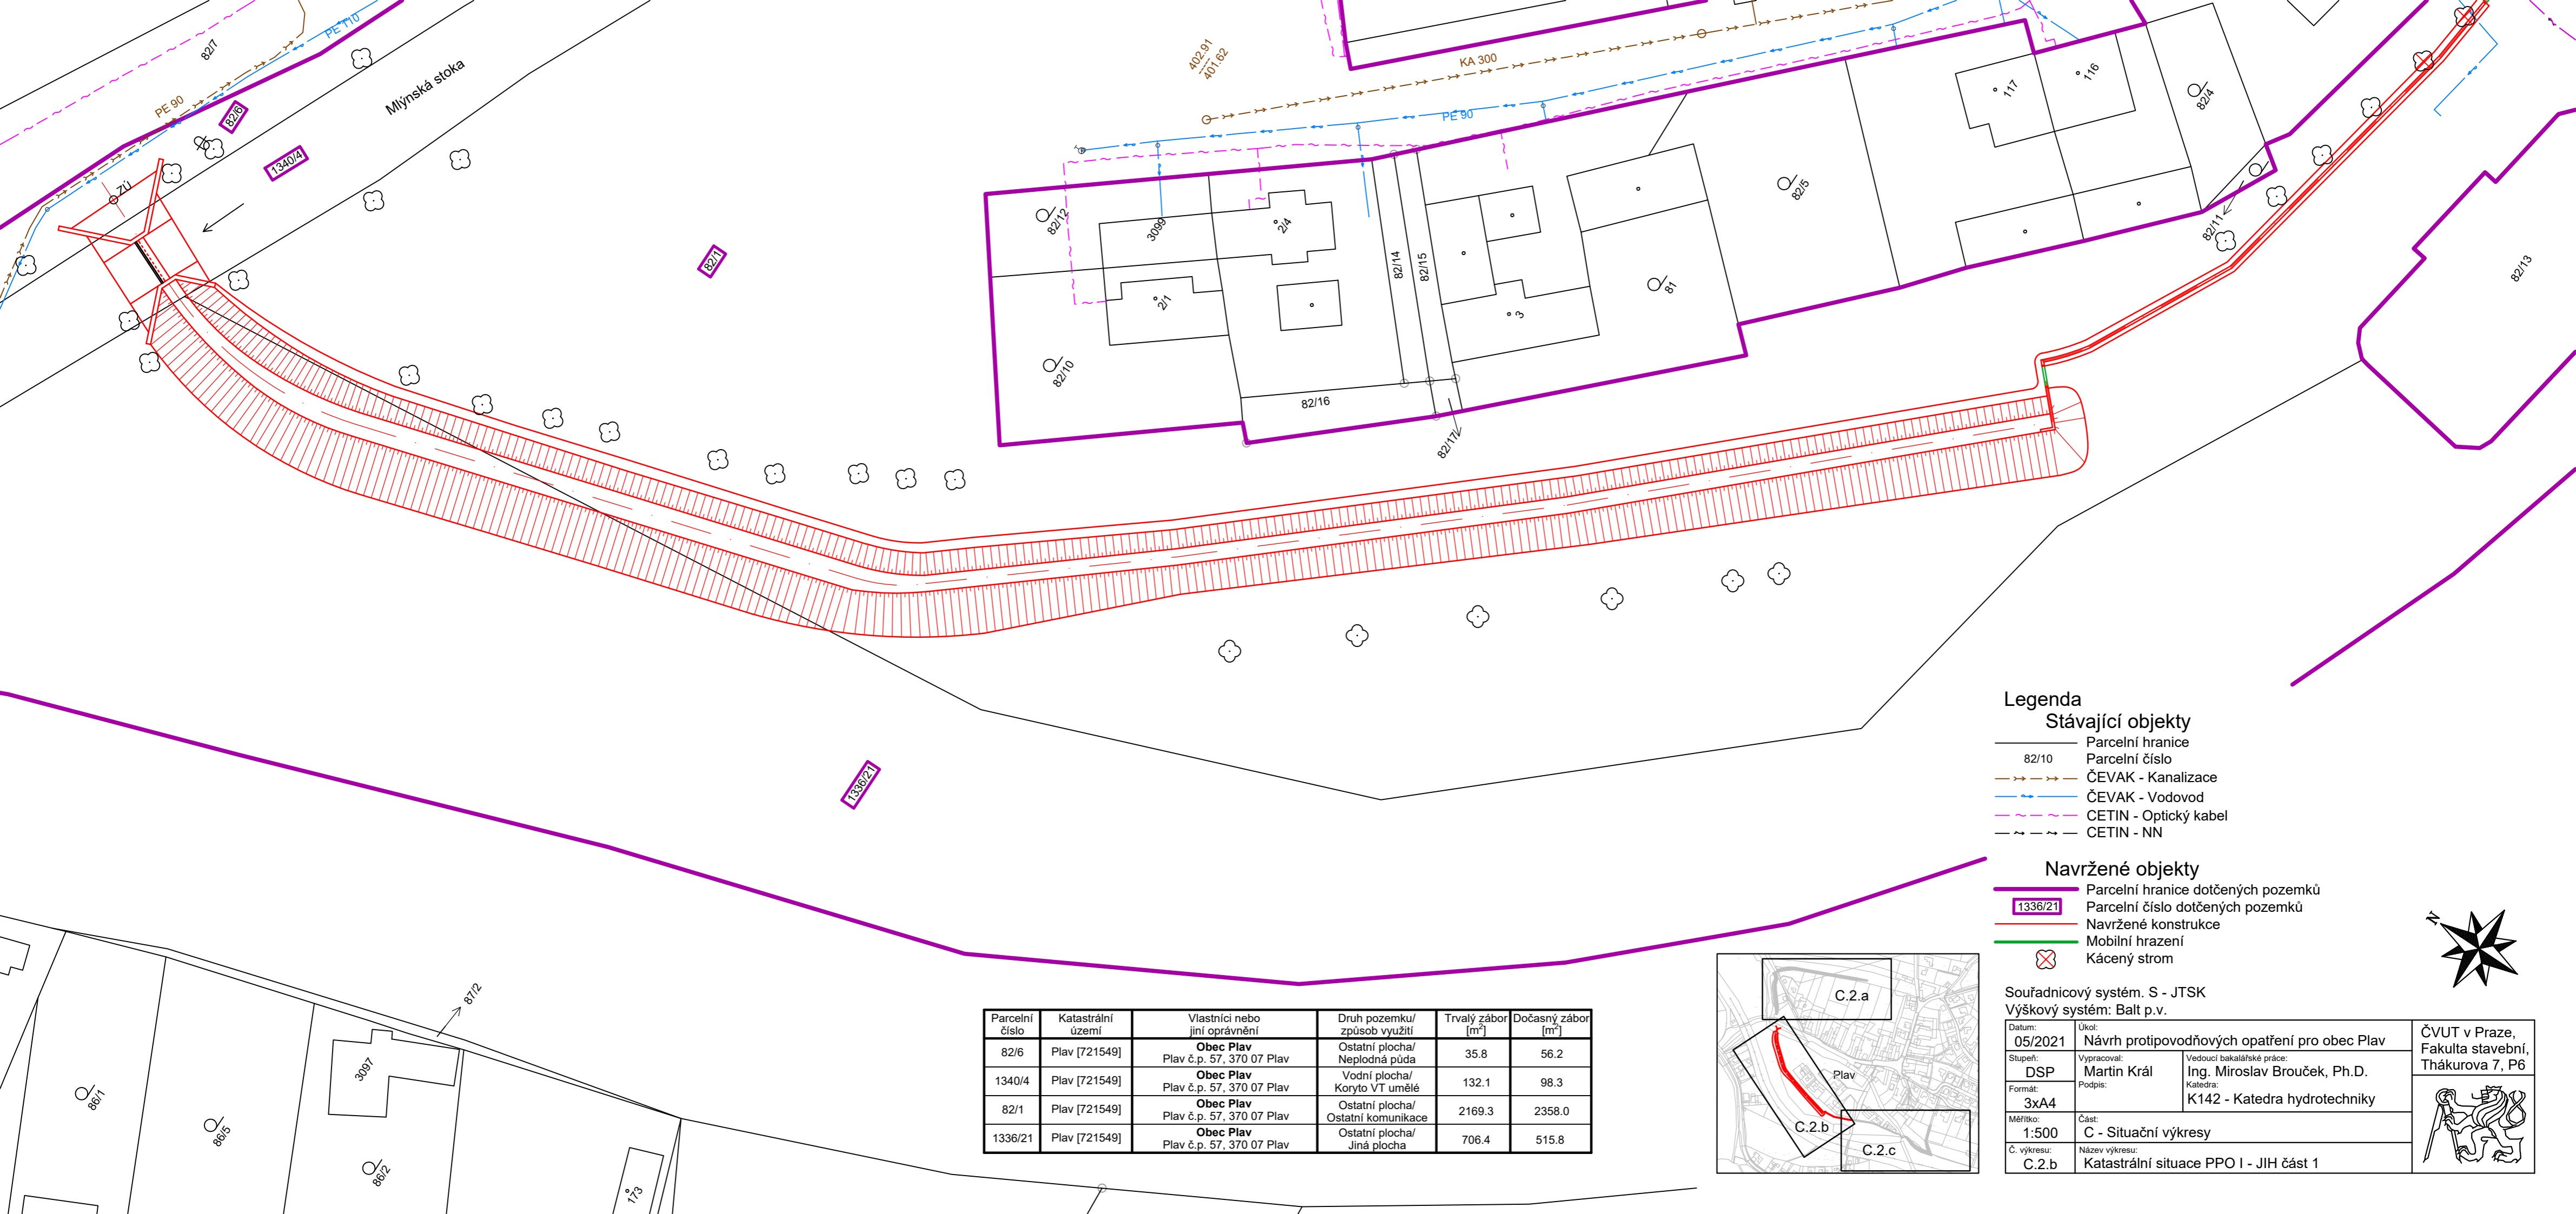 82/7
PE 110
Mlýnská stoka
PE 90
82/6
1340/4
ZÚ
402.91
401.62
KA 300
PE 90
117
116
82/4
82/12
3099
2/4
82/1
82/14
82/15
82/5
82/11
82/13
2/1
81
3
82/10
82/16
82/17
1336/21
87/2
3097
86/1
86/5
86/2
173
Legenda
Stávající objekty
Parcelní hranice
82/10 Parcelní číslo
ČEVAK - Kanalizace
ČEVAK - Vodovod
CETIN - Optický kabel
CETIN - NN
Navržené objekty
Parcelní hranice dotčených pozemků
1336/21 Parcelní číslo dotčených pozemků
Navržené konstrukce
Mobilní hrazení
Kácený strom
N
Souřadnicový systém. S - JTSK
Výškový systém: Balt p.v.
Parcelní číslo Katastrální území Vlastníci nebo jiní oprávnění Druh pozemku/ způsob využití Trvalý zábor [m²] Dočasný zábor [m²]
82/6 Plav [721549] Obec Plav Plav č.p. 57, 370 07 Plav Ostatní plocha/ Neplodná půda 35.8 56.2
1340/4 Plav [721549] Obec Plav Plav č.p. 57, 370 07 Plav Vodní plocha/ Koryto VT umělé 132.1 98.3
82/1 Plav [721549] Obec Plav Plav č.p. 57, 370 07 Plav Ostatní plocha/ Ostatní komunikace 2169.3 2358.0
1336/21 Plav [721549] Obec Plav Plav č.p. 57, 370 07 Plav Ostatní plocha/ Jiná plocha 706.4 515.8
C.2.a
Plav
C.2.b
C.2.c
Datum:
05/2021
Úkol:
Návrh protipovodňových opatření pro obec Plav
Stupeň:
DSP
Vypracoval:
Martin Král
Vedoucí bakalářské práce:
Ing. Miroslav Brouček, Ph.D.
Formát:
3xA4
Podpis:
Katedra:
K142 - Katedra hydrotechniky
Měřítko:
1:500
Část:
C - Situační výkresy
Č. výkresu:
C.2.b
Název výkresu:
Katastrální situace PPO I - JIH část 1
ČVUT v Praze,
Fakulta stavební,
Thákurova 7, P6